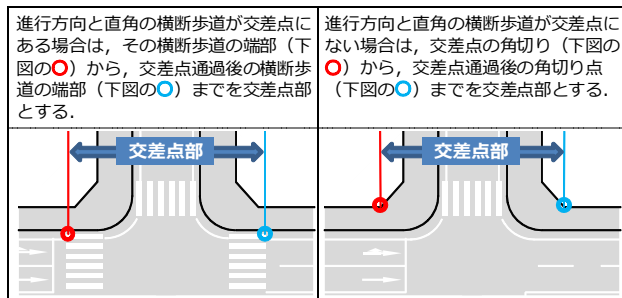 進行方向と直角の横断歩道が交差点に
ある場合は，その横断歩道の端部（下
図の○）から，交差点通過後の横断歩
道の端部（下図の○）までを交差点部
とする．
進行方向と直角の横断歩道が交差点に
ない場合は，交差点の角切り（下図の
○）から，交差点通過後の角切り点
（下図の○）までを交差点部とする．
交差点部
交差点部